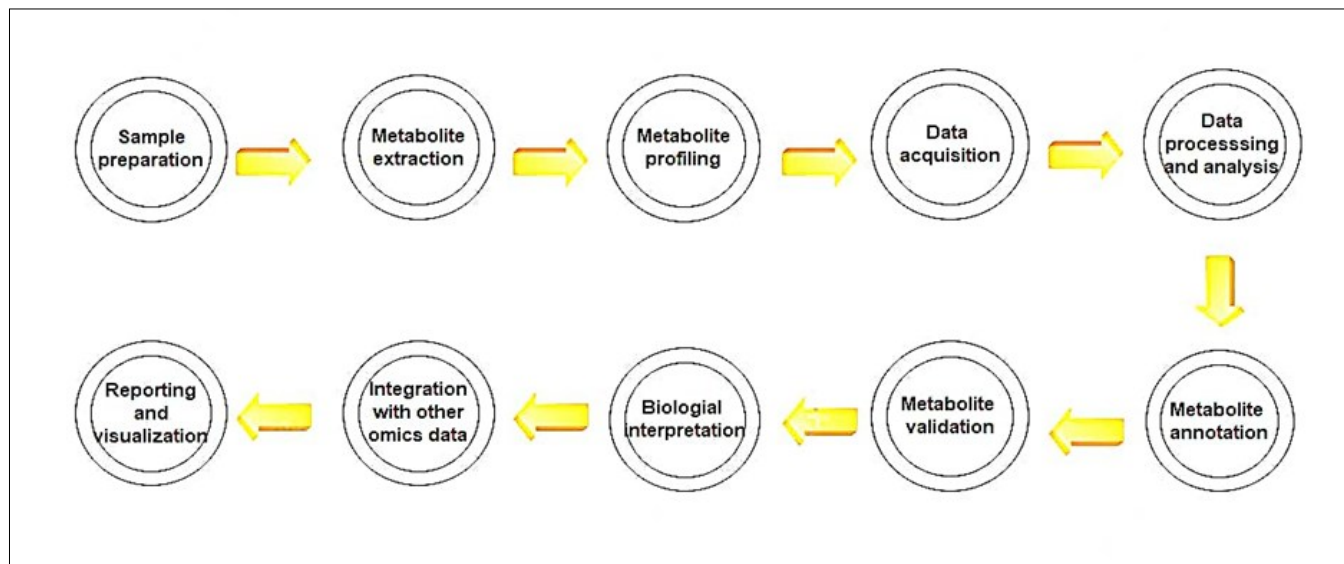 Sample
preparation
Metabolite
extraction
Metabolite
profiling
Data
acquisition
Data
processsing
and analysis
Metabolite
annotation
Metabolite
validation
Biologial
interpretation
Integration
with other
omics data
Reporting
and
visualization